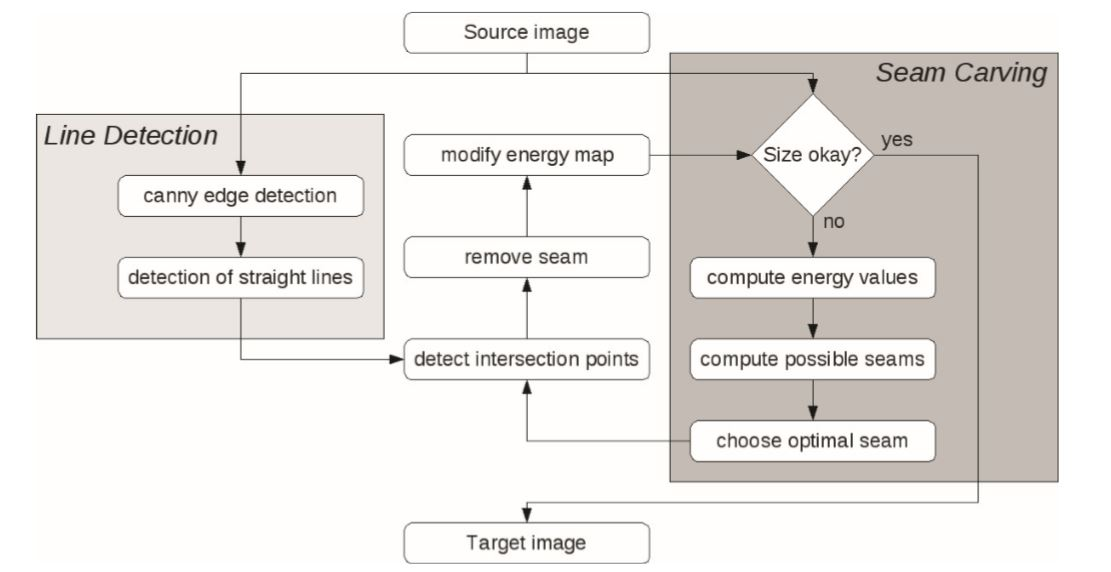 Source image
Seam Carving
Line Detection
canny edge detection
detection of straight lines
modify energy map
remove seam
detect intersection points
Size okay?
yes
no
compute energy values
compute possible seams
choose optimal seam
Target image